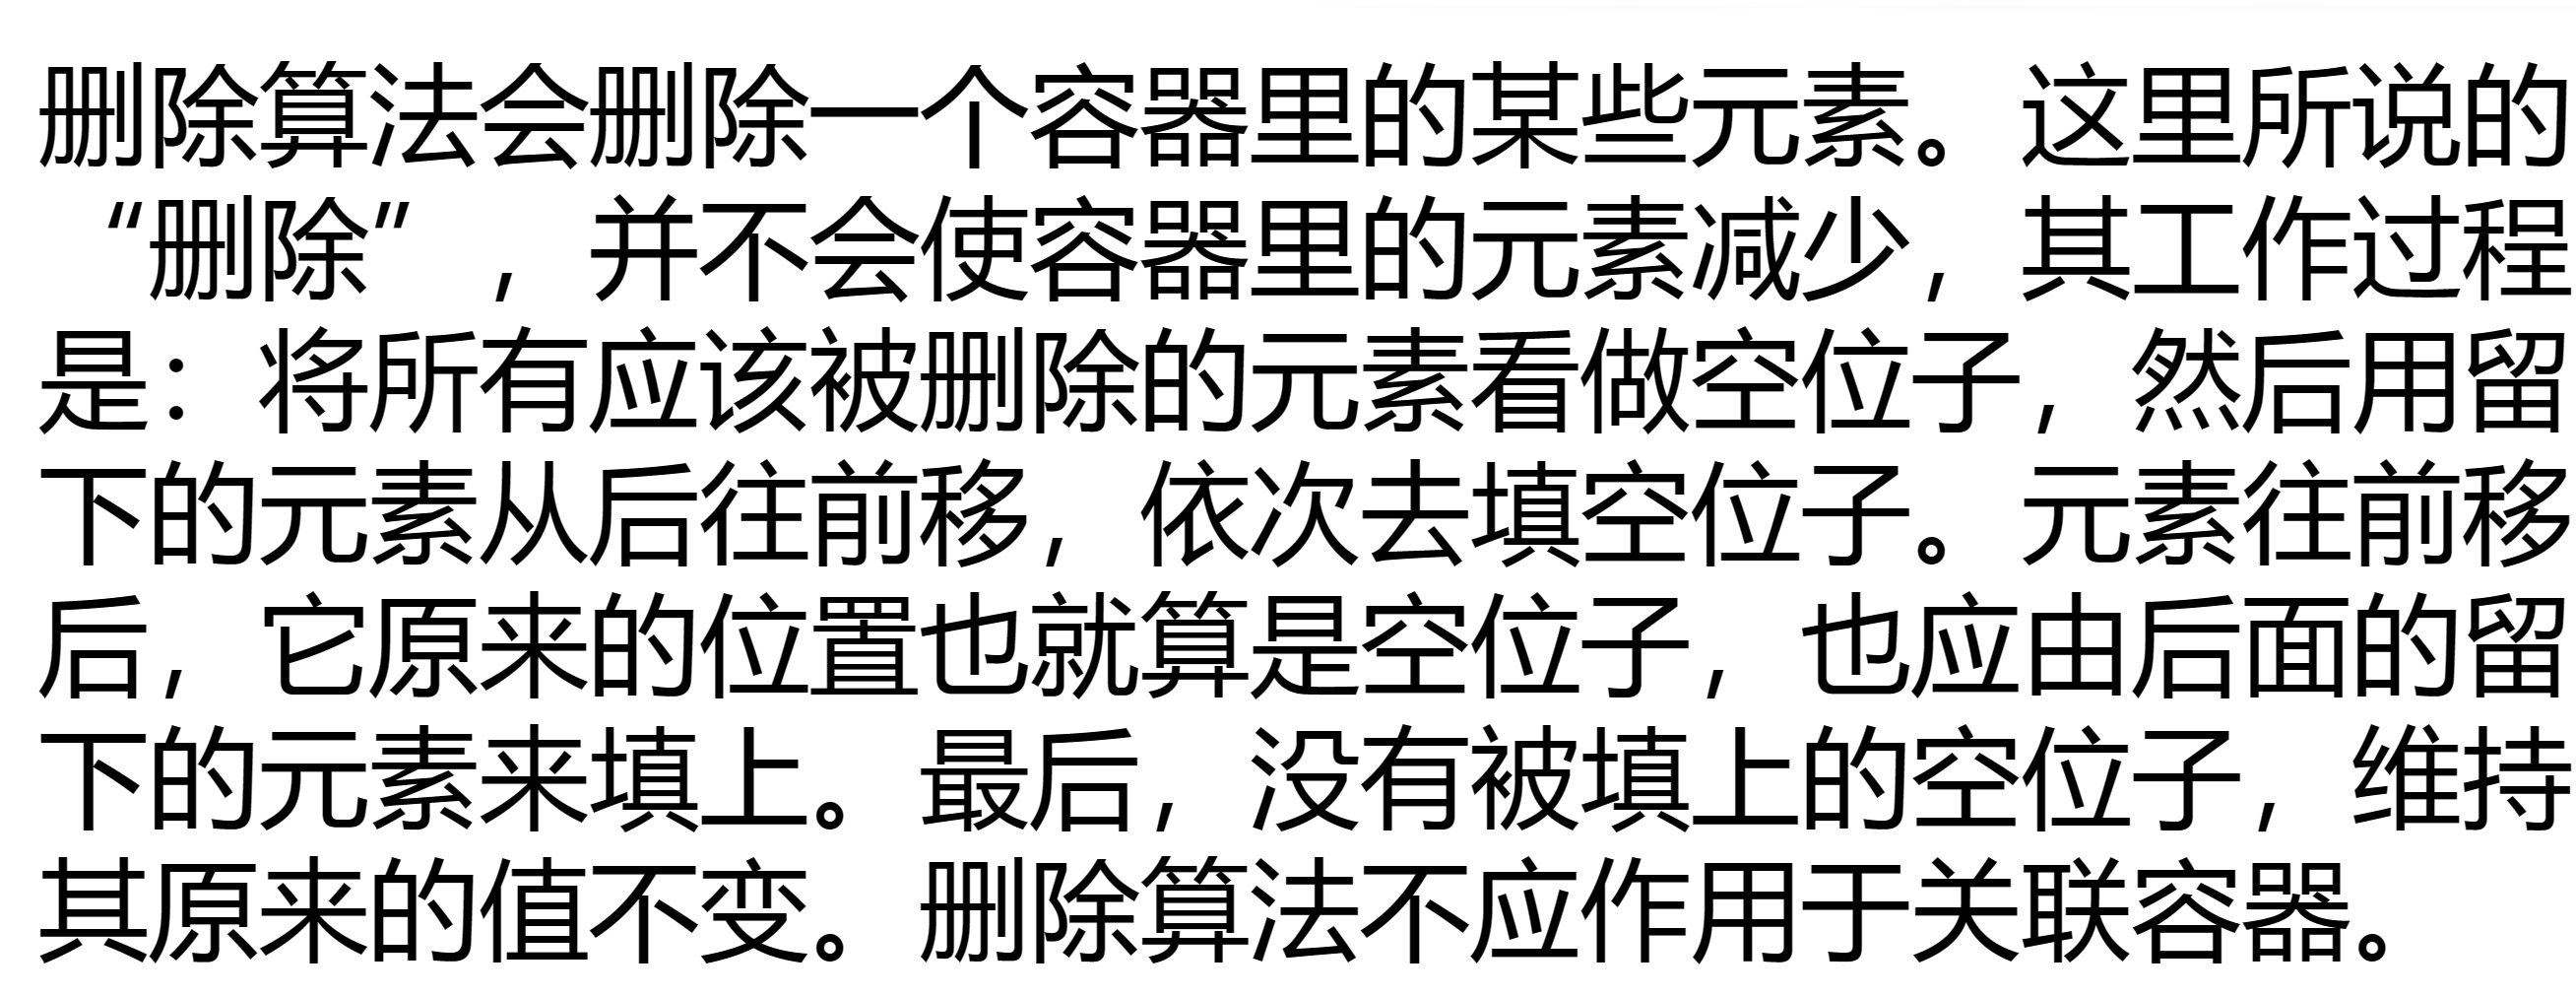 删除算法会删除一个容器里的某些元素。这里所说的
“删除”，并不会使容器里的元素减少，其工作过程
是：将所有应该被删除的元素看做空位子，然后用留
下的元素从后往前移，依次去填空位子。元素往前移
后，它原来的位置也就算是空位子，也应由后面的留
下的元素来填上。最后，没有被填上的空位子，维持
其原来的值不变。删除算法不应作用于关联容器。